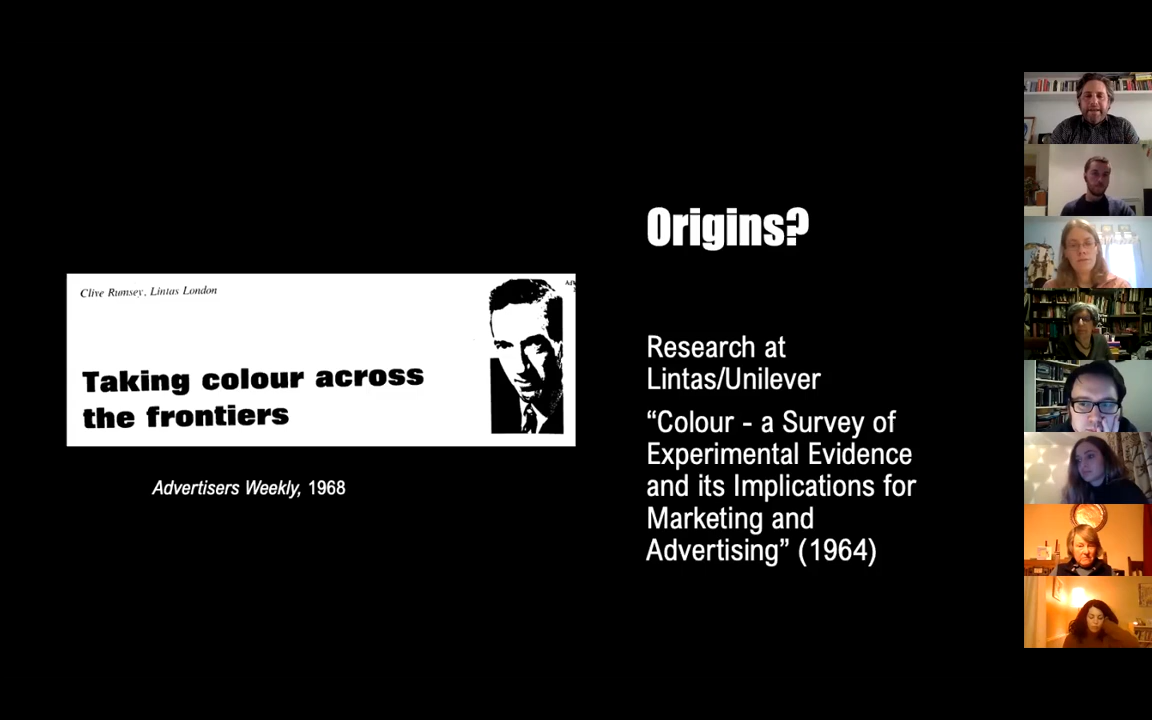 Clive Rumsey, Lintas London
Taking colour across
the frontiers
Advertisers Weekly, 1968
Origins?
Research at
Lintas/Unilever
“Colour - a Survey of
Experimental Evidence
and its Implications for
Marketing and
Advertising” (1964)